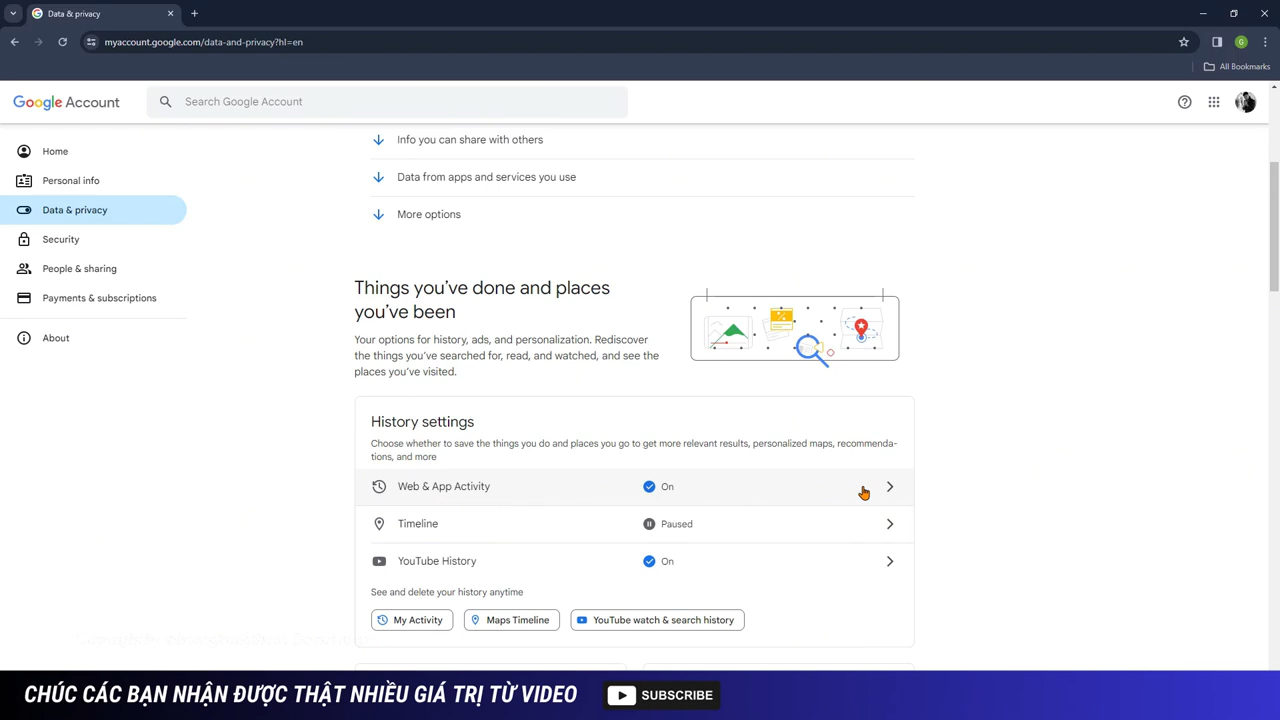 Data & privacy
myaccount.google.com/data-and-privacy?hl=en
G
All Bookmarks
Google Account
Search Google Account
Home
Personal info
Data & privacy
Security
People & sharing
Payments & subscriptions
About
Info you can share with others
Data from apps and services you use
More options
Things you've done and places
you've been
Your options for history, ads, and personalization. Rediscover
the things you've searched for, read, and watched, and see the
places you've visited.
History settings
Choose whether to save the things you do and places you go to get more relevant results, personalized maps, recommenda-
tions, and more
Web & App Activity On
Timeline Paused
YouTube History On
See and delete your history anytime
My Activity Maps Timeline YouTube watch & search history
CHÚC CÁC BẠN NHẬN ĐƯỢC THẬT NHIỀU GIÁ TRỊ TỪ VIDEO
SUBSCRIBE